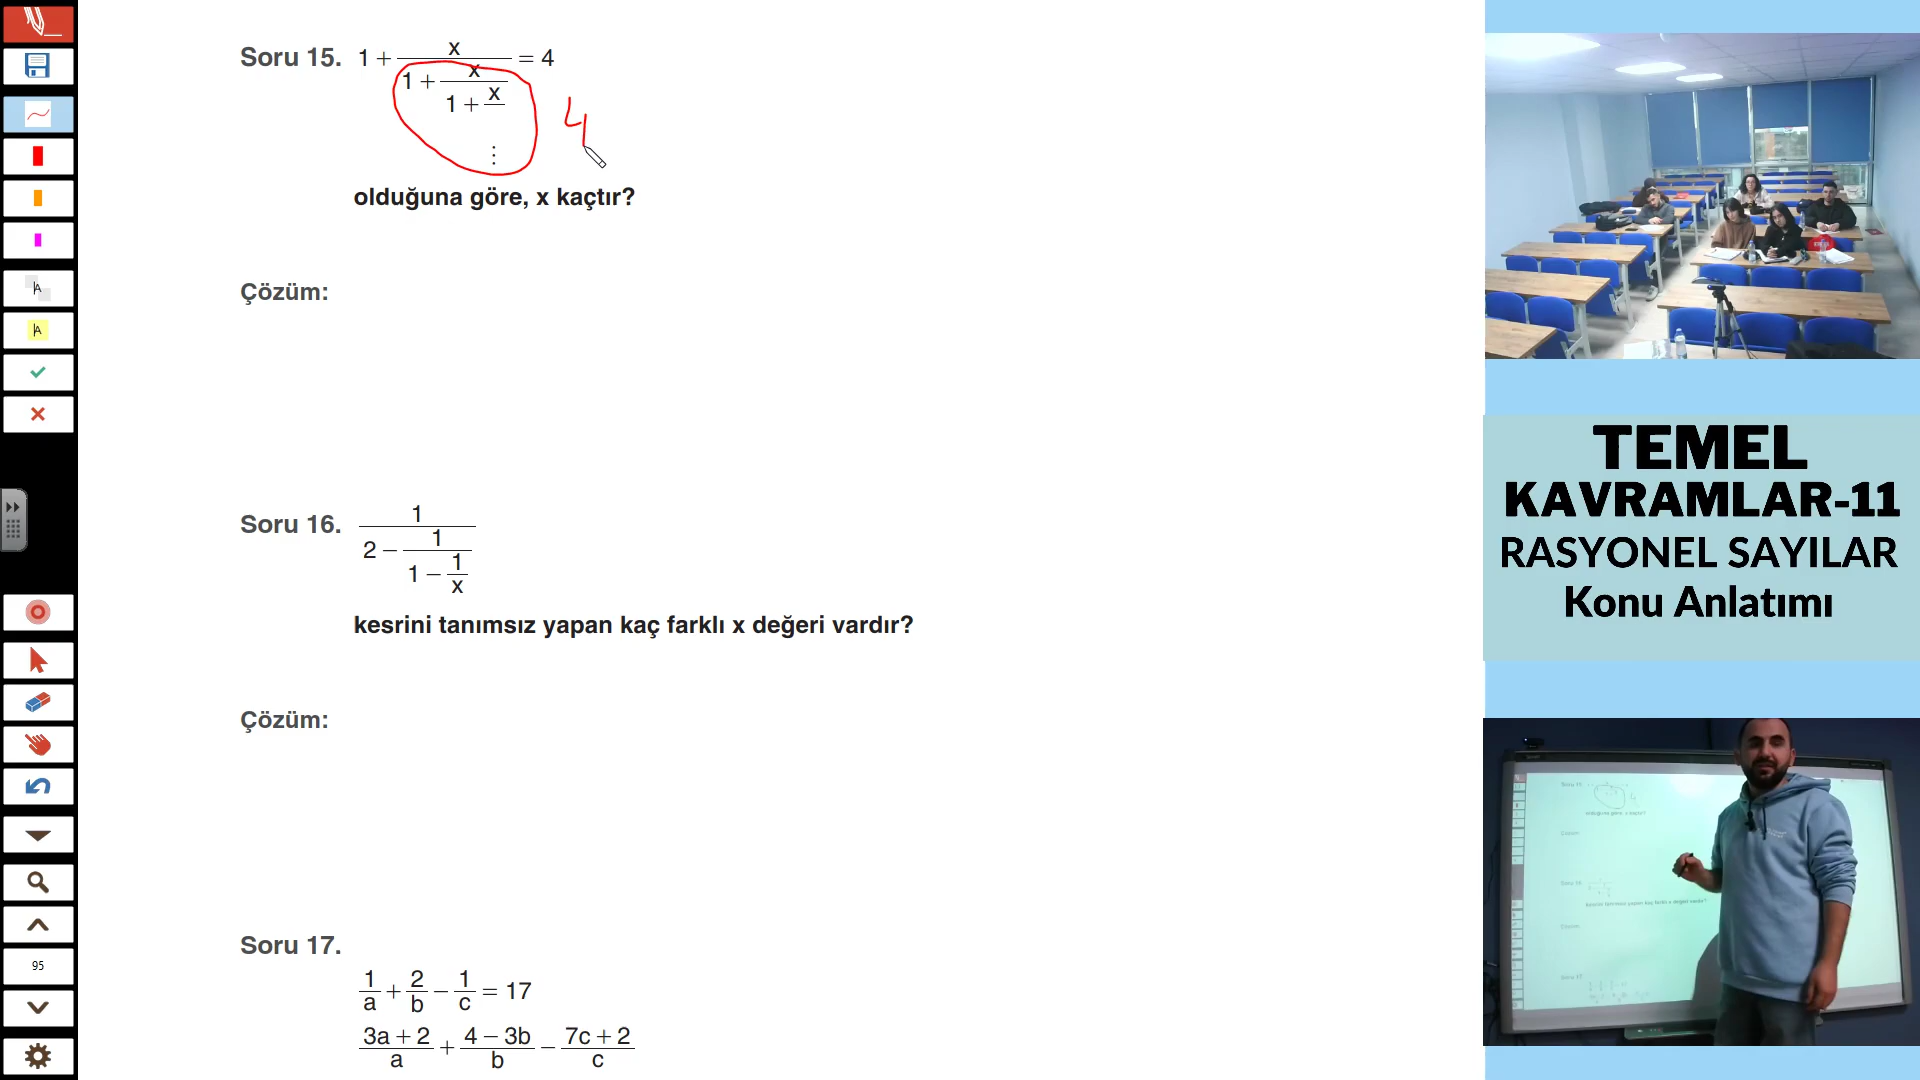 Soru 15. 1 + x / (1 + x / (1 + x / ⋮)) = 4
4
olduğuna göre, x kaçtır?
Çözüm:
Soru 16. 1 / (2 − 1 / (1 − 1/x))
kesrini tanımsız yapan kaç farklı x değeri vardır?
Çözüm:
Soru 17.
1/a + 2/b − 1/c = 17
(3a + 2)/a + (4 − 3b)/b − (7c + 2)/c
95
TEMEL
KAVRAMLAR-11
RASYONEL SAYILAR
Konu Anlatımı